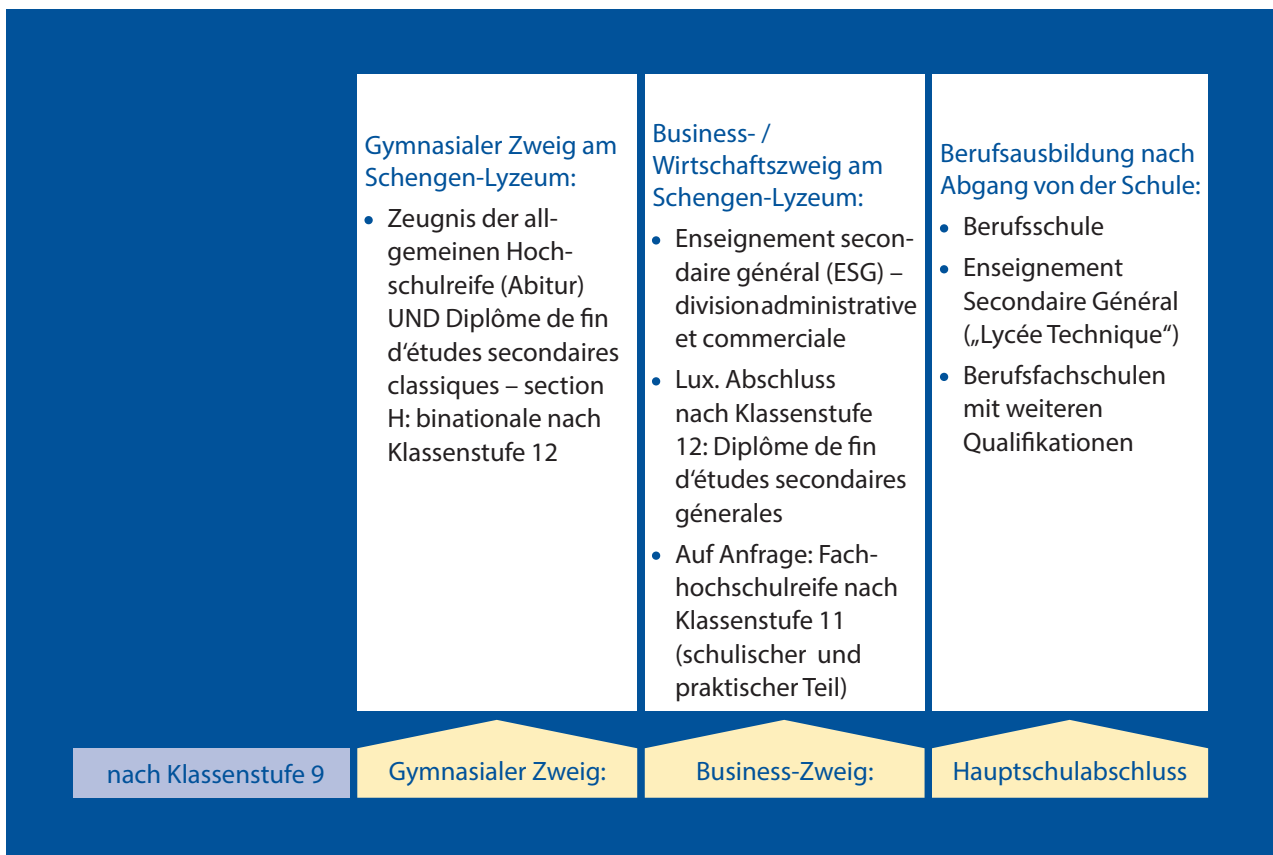 Gymnasialer Zweig am
Schengen-Lyzeum:
• Zeugnis der all-
gemeinen Hoch-
schulreife (Abitur)
UND Diplôme de fin
d‘études secondaires
classiques – section
H: binationale nach
Klassenstufe 12
Business- /
Wirtschaftszweig am
Schengen-Lyzeum:
• Enseignement secon-
daire général (ESG) –
divisionadministrative
et commerciale
• Lux. Abschluss
nach Klassenstufe
12: Diplôme de fin
d‘études secondaires
génerales
• Auf Anfrage: Fach-
hochschulreife nach
Klassenstufe 11
(schulischer und
praktischer Teil)
Berufsausbildung nach
Abgang von der Schule:
• Berufsschule
• Enseignement
Secondaire Général
(„Lycée Technique“)
• Berufsfachschulen
mit weiteren
Qualifikationen
nach Klassenstufe 9
Gymnasialer Zweig:
Business-Zweig:
Hauptschulabschluss